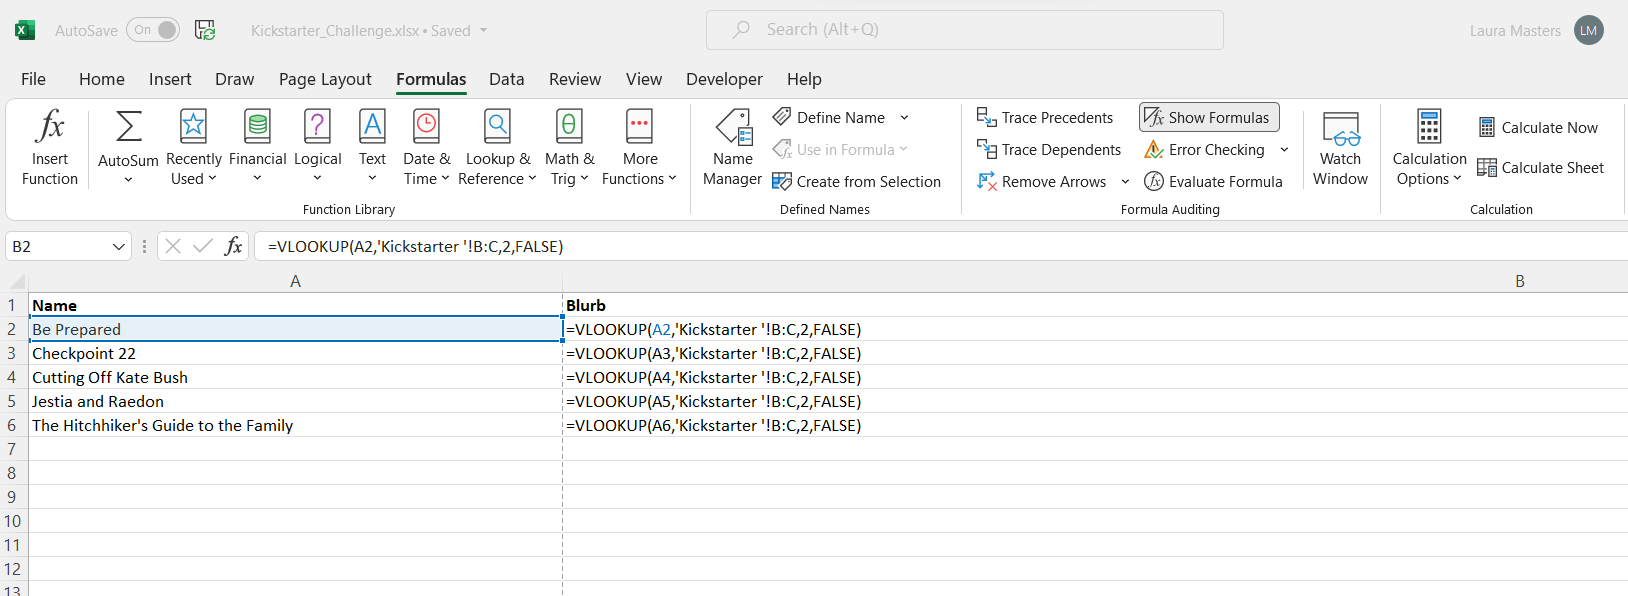 AutoSave On Kickstarter_Challenge.xlsx • Saved Search (Alt+Q) Laura Masters LM
File Home Insert Draw Page Layout Formulas Data Review View Developer Help
Insert Function
AutoSum
Recently Used
Financial
Logical
Text
Date & Time
Lookup & Reference
Math & Trig
More Functions
Function Library
Name Manager
Define Name
Use in Formula
Create from Selection
Defined Names
Trace Precedents
Trace Dependents
Remove Arrows
Show Formulas
Error Checking
Evaluate Formula
Formula Auditing
Watch Window
Calculation Options
Calculate Now
Calculate Sheet
Calculation
B2 fx =VLOOKUP(A2,'Kickstarter '!B:C,2,FALSE)
A B
1 Name Blurb
2 Be Prepared =VLOOKUP(A2,'Kickstarter '!B:C,2,FALSE)
3 Checkpoint 22 =VLOOKUP(A3,'Kickstarter '!B:C,2,FALSE)
4 Cutting Off Kate Bush =VLOOKUP(A4,'Kickstarter '!B:C,2,FALSE)
5 Jestia and Raedon =VLOOKUP(A5,'Kickstarter '!B:C,2,FALSE)
6 The Hitchhiker's Guide to the Family =VLOOKUP(A6,'Kickstarter '!B:C,2,FALSE)
7
8
9
10
11
12
13